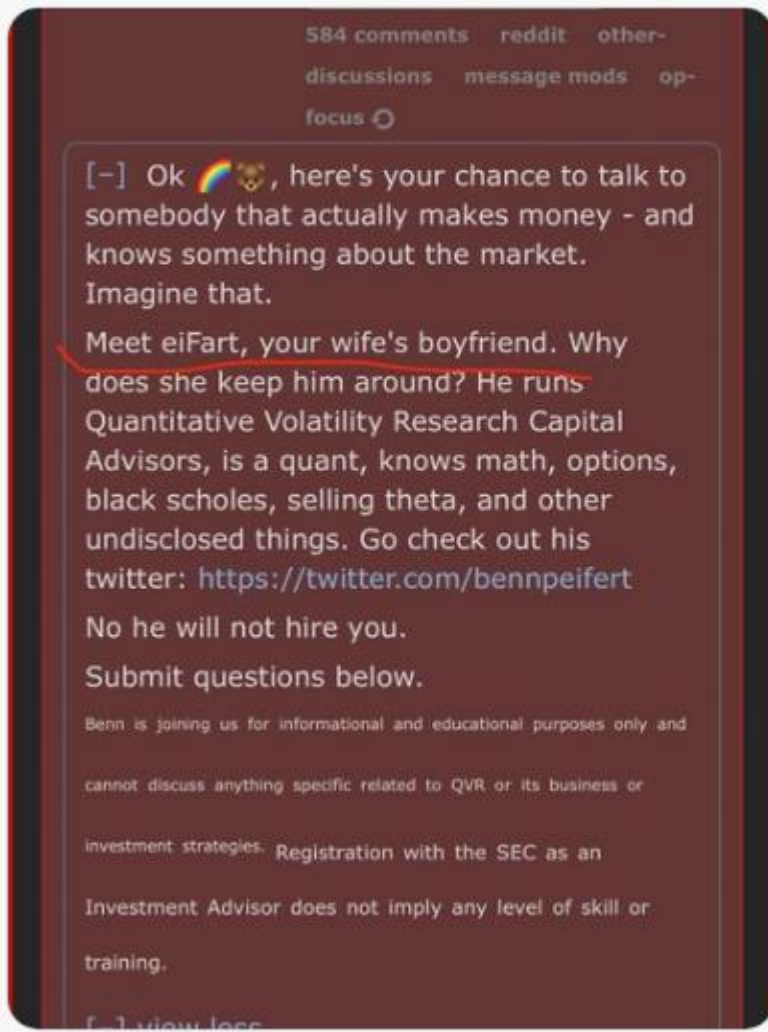 584 comments reddit other-
discussions message mods op-
focus
[−] Ok 🌈🐻, here's your chance to talk to
somebody that actually makes money - and
knows something about the market.
Imagine that.
Meet eiFart, your wife's boyfriend. Why
does she keep him around? He runs
Quantitative Volatility Research Capital
Advisors, is a quant, knows math, options,
black scholes, selling theta, and other
undisclosed things. Go check out his
twitter: https://twitter.com/bennpeifert
No he will not hire you.
Submit questions below.
Benn is joining us for informational and educational purposes only and
cannot discuss anything specific related to QVR or its business or
investment strategies. Registration with the SEC as an
Investment Advisor does not imply any level of skill or
training.
[−] view less